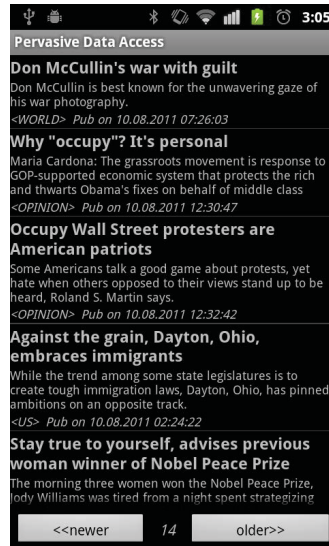 3:05
Pervasive Data Access
Don McCullin's war with guilt
Don McCullin is best known for the unwavering gaze of
his war photography.
<WORLD> Pub on 10.08.2011 07:26:03
Why "occupy"? It's personal
Maria Cardona: The grassroots movement is response to
GOP-supported economic system that protects the rich
and thwarts Obama's fixes on behalf of middle class
<OPINION> Pub on 10.08.2011 12:30:47
Occupy Wall Street protesters are
American patriots
Some Americans talk a good game about protests, yet
hate when others opposed to their views stand up to be
heard, Roland S. Martin says.
<OPINION> Pub on 10.08.2011 12:32:42
Against the grain, Dayton, Ohio,
embraces immigrants
While the trend among some state legislatures is to
create tough immigration laws, Dayton, Ohio, has pinned
ambitions on an opposite track.
<US> Pub on 10.08.2011 02:24:22
Stay true to yourself, advises previous
woman winner of Nobel Peace Prize
The morning three women won the Nobel Peace Prize,
Jody Williams was tired from a night spent strategizing
<<newer 14 older>>